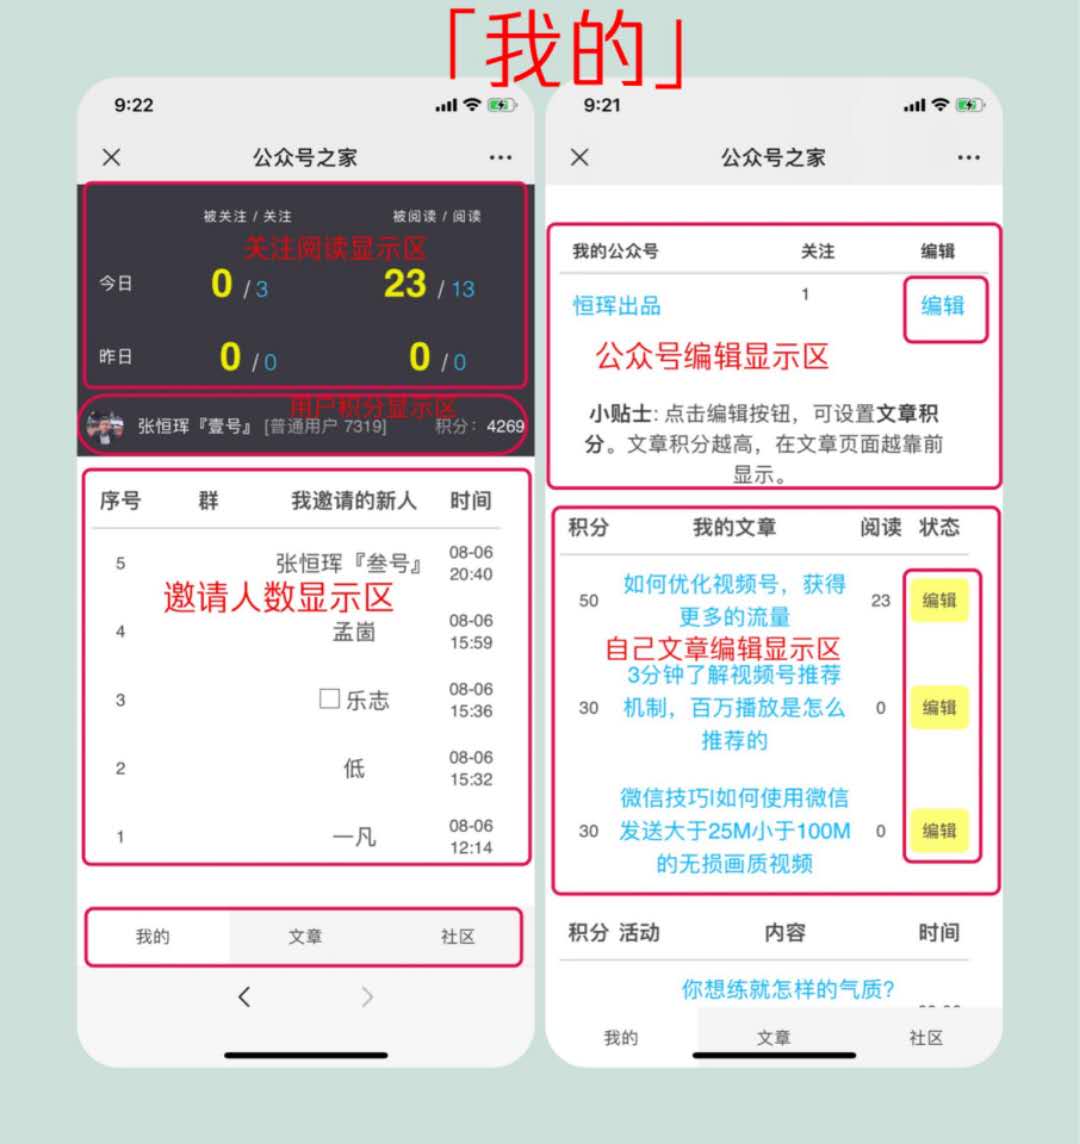 「我的」
9:22
公众号之家
被关注 / 关注 被阅读 / 阅读
关注阅读显示区
今日 0 / 3 23 / 13
昨日 0 / 0 0 / 0
用户积分显示区
张恒珲『壹号』 [普通用户 7319] 积分: 4269
序号 群 我邀请的新人 时间
5 张恒珲『叁号』 08-06
20:40
邀请人数显示区
4 孟崮 08-06
15:59
3 □ 乐志 08-06
15:36
2 低 08-06
15:32
1 一凡 08-06
12:14
我的 文章 社区
9:21
公众号之家
我的公众号 关注 编辑
恒珲出品 1 编辑
公众号编辑显示区
小贴士: 点击编辑按钮，可设置文章积
分。文章积分越高，在文章页面越靠前
显示。
积分 我的文章 阅读 状态
50 如何优化视频号，获得 23 编辑
更多的流量
自己文章编辑显示区
3分钟了解视频号推荐
30 机制，百万播放是怎么 0 编辑
推荐的
微信技巧|如何使用微信
30 发送大于25M小于100M 0 编辑
的无损画质视频
积分 活动 内容 时间
你想练就怎样的气质?
我的 文章 社区